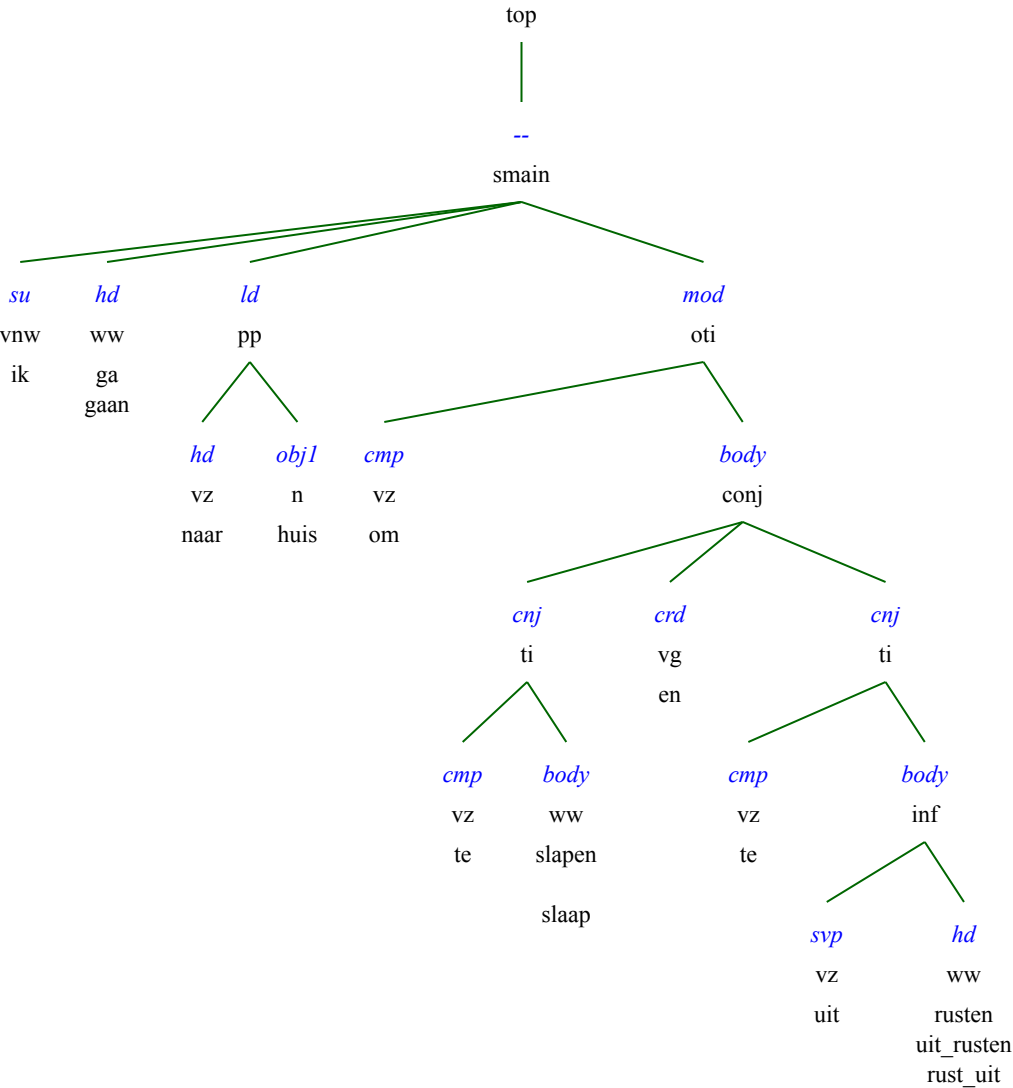 top
--
smain
su hd ld mod
vnw ww pp oti
ik ga
gaan
hd obj1 cmp body
vz n vz conj
naar huis om
cnj crd cnj
ti vg ti
en
cmp body cmp body
vz ww vz inf
te slapen te
slaap
svp hd
vz ww
uit rusten
uit_rusten
rust_uit